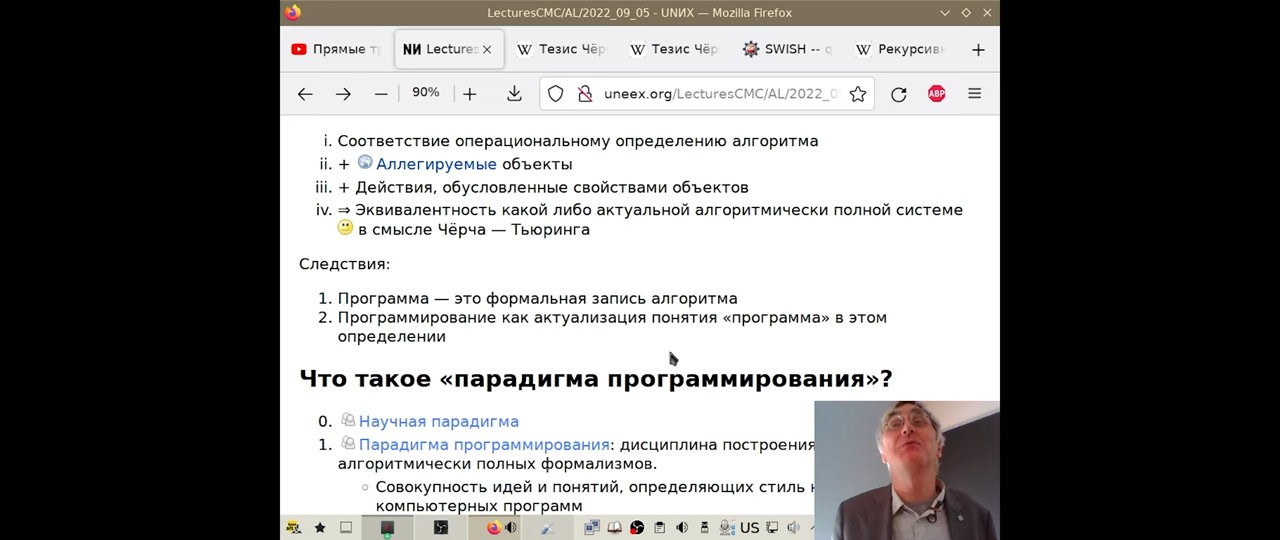 LecturesCMC/AL/2022_09_05 - UNИX — Mozilla Firefox
Прямые т
Lectures
Тезис Чёр
Тезис Чёр
SWISH --
Рекурсив
90%
uneex.org/LecturesCMC/AL/2022_0
ABP
i. Соответствие операциональному определению алгоритма
ii. + Аллегируемые объекты
iii. + Действия, обусловленные свойствами объектов
iv. ⇒ Эквивалентность какой либо актуальной алгоритмически полной системе
в смысле Чёрча — Тьюринга
Следствия:
1. Программа — это формальная запись алгоритма
2. Программирование как актуализация понятия «программа» в этом
определении
Что такое «парадигма программирования»?
0. Научная парадигма
1. Парадигма программирования: дисциплина построения
алгоритмически полных формализмов.
Совокупность идей и понятий, определяющих стиль
компьютерных программ
US